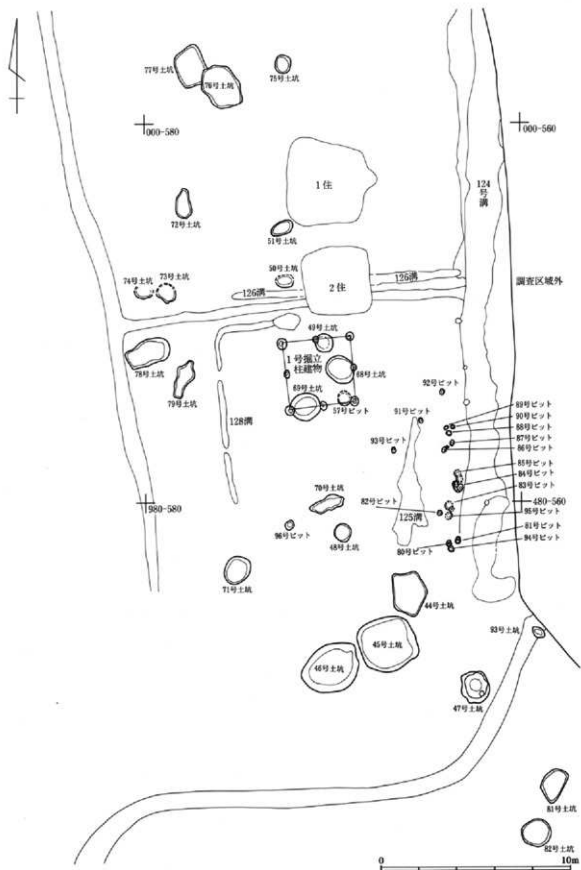 77号土坑
76号土坑
75号土坑
000-580
000-560
1住
124号溝
72号土坑
51号土坑
74号土坑
73号土坑
50号土坑
126溝
2住
126溝
調査区域外
49号土坑
1号掘立
柱建物
68号土坑
78号土坑
79号土坑
69号土坑
57号ピット
128溝
92号ピット
91号ピット
93号ピット
89号ピット
90号ピット
88号ピット
87号ピット
86号ピット
85号ピット
84号ピット
83号ピット
980-580
70号土坑
82号ピット
125溝
480-560
95号ピット
96号ピット
48号土坑
80号ピット
81号ピット
94号ピット
71号土坑
44号土坑
45号土坑
46号土坑
93号土坑
47号土坑
81号土坑
82号土坑
0
10m